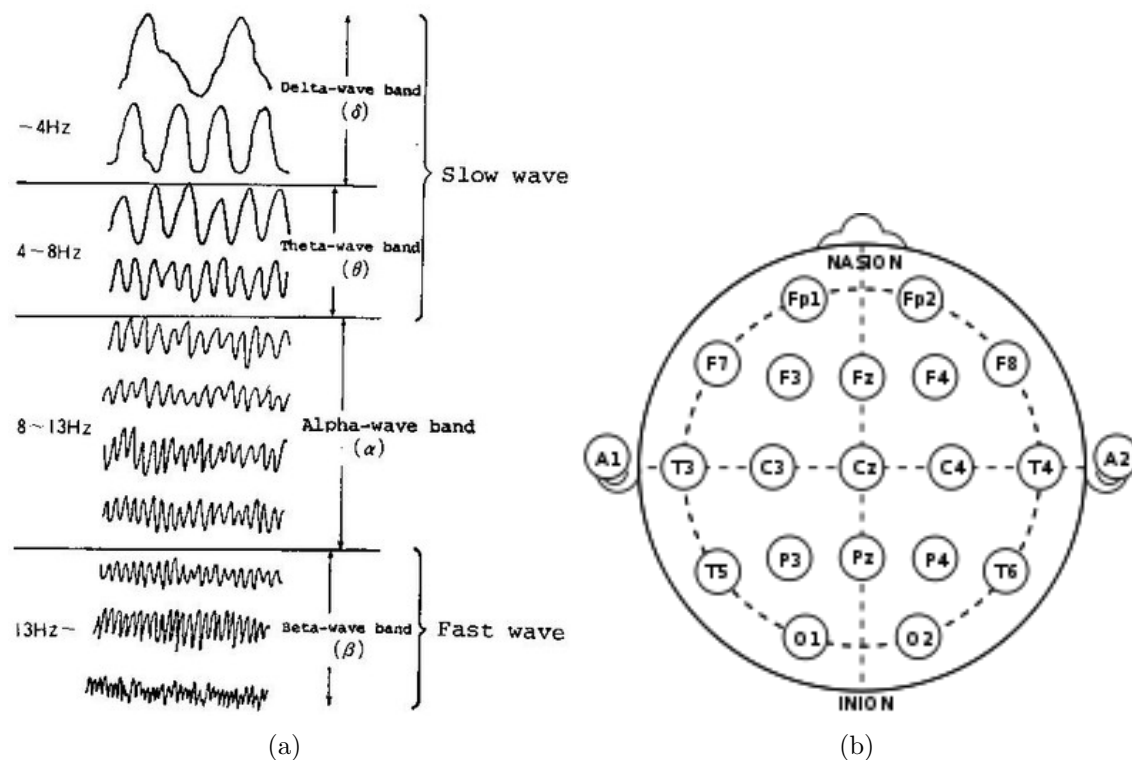 Delta-wave band
(δ)
~4Hz
Slow wave
4~8Hz
Theta-wave band
(θ)
8~13Hz
Alpha-wave band
(α)
13Hz~
Beta-wave band
(β)
Fast wave
(a)
NASION
Fp1 Fp2
F7 F3 Fz F4 F8
A1 T3 C3 Cz C4 T4 A2
T5 P3 Pz P4 T6
O1 O2
INION
(b)